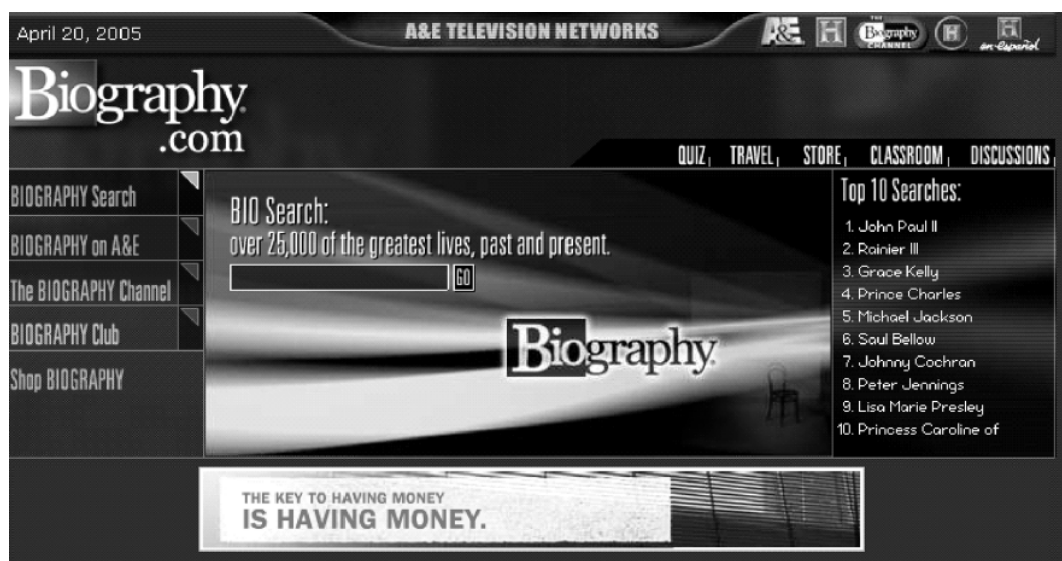 April 20, 2005
A&E TELEVISION NETWORKS
A&E
H
THE
Biography
CHANNEL
H
H
en español
Biography
.com
QUIZ, TRAVEL, STORE, CLASSROOM, DISCUSSIONS
BIOGRAPHY Search
BIOGRAPHY on A&E
The BIOGRAPHY Channel
BIOGRAPHY Club
Shop BIOGRAPHY
BIO Search:
over 25,000 of the greatest lives, past and present.
GO
Biography
Top 10 Searches:
1. John Paul II
2. Rainier III
3. Grace Kelly
4. Prince Charles
5. Michael Jackson
6. Saul Bellow
7. Johnny Cochran
8. Peter Jennings
9. Lisa Marie Presley
10. Princess Caroline of
THE KEY TO HAVING MONEY
IS HAVING MONEY.